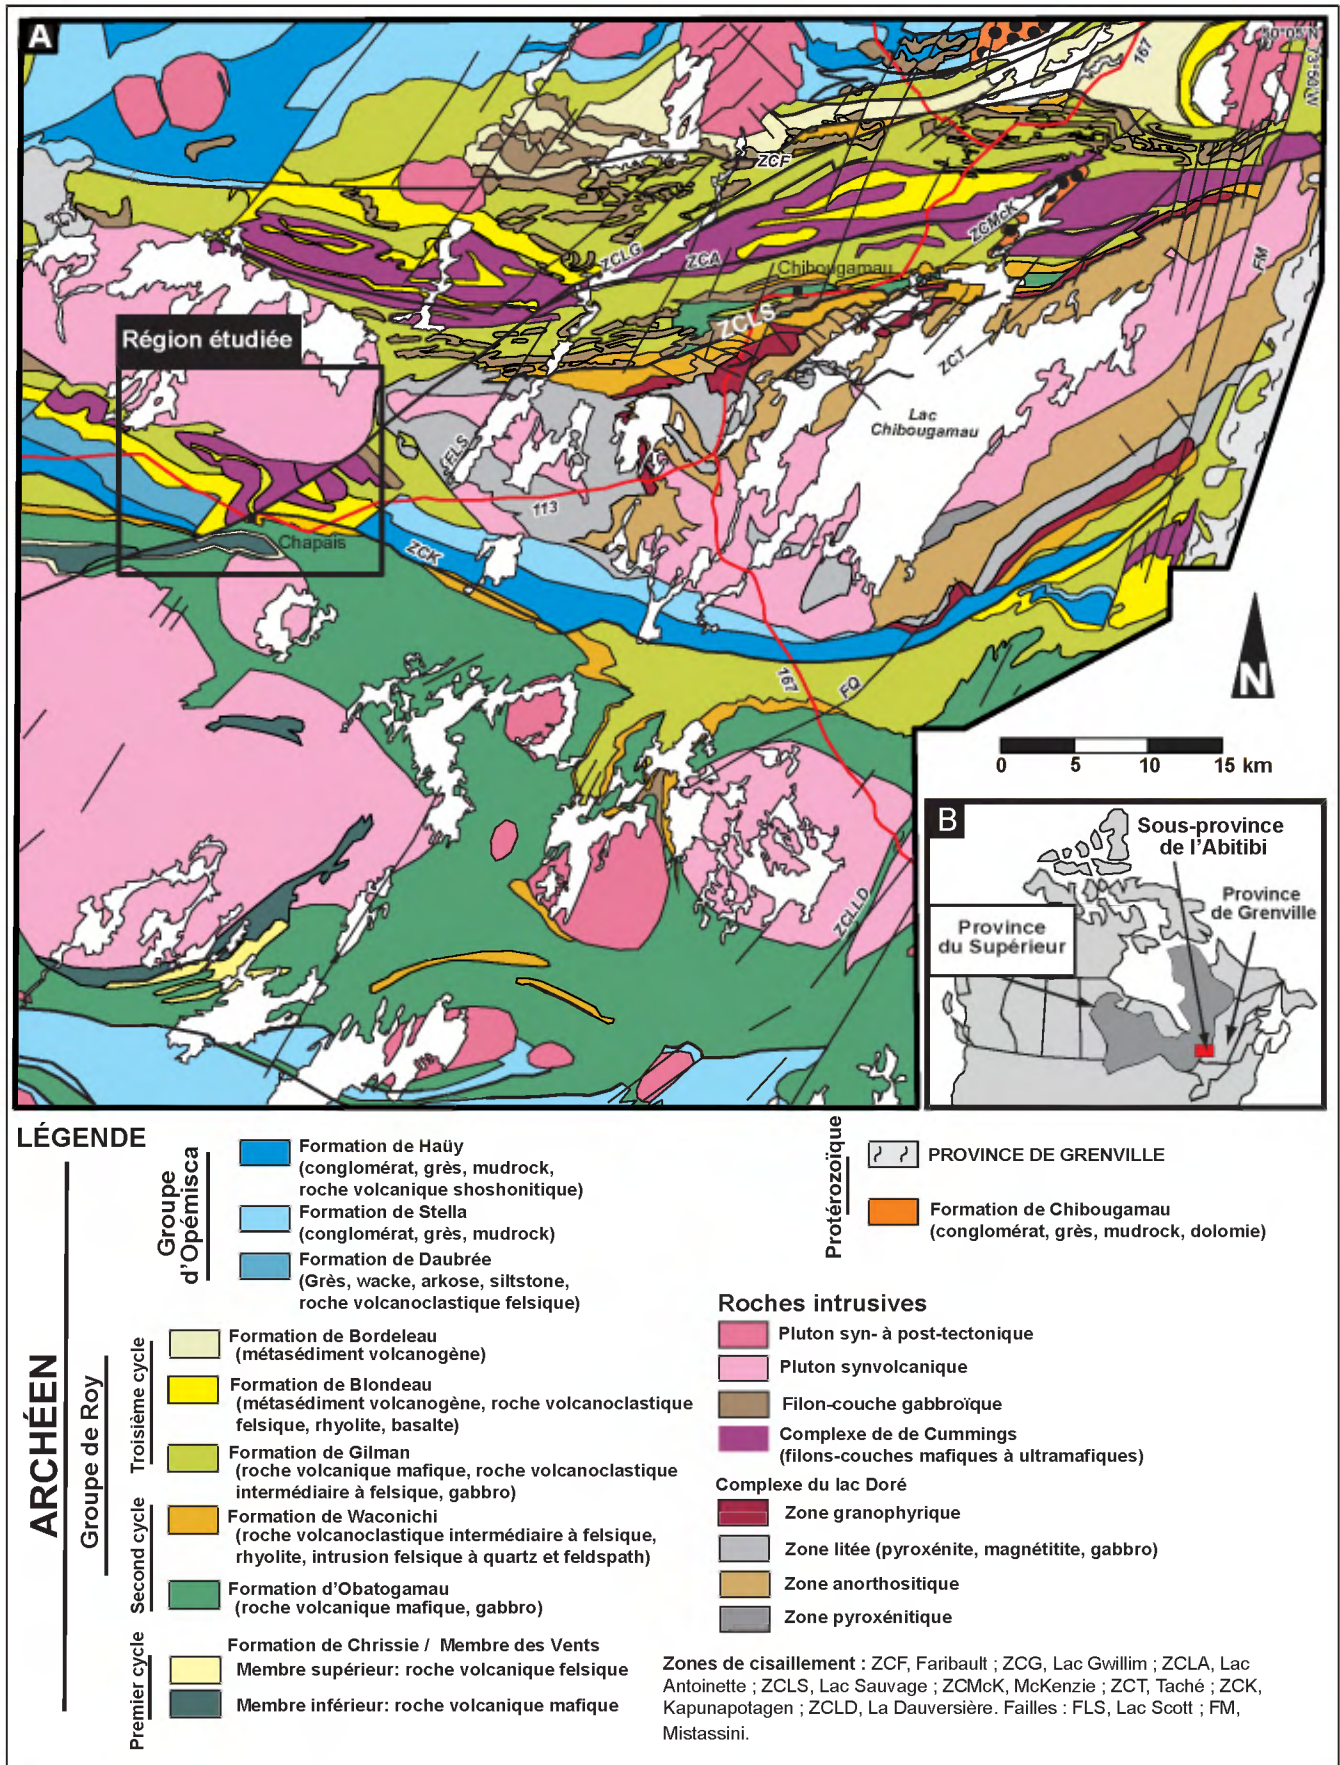 A
50°05'N
73°50'W
167
ZCF
ZCLG
ZCA
ZCMcK
FM
Chibougamau
ZCLS
ZCT
Région étudiée
Lac
Chibougamau
FLS
113
Chapais
ZCK
167
FQ
N
0 5 10 15 km
ZCLLD
B
Sous-province
de l'Abitibi
Province
de Grenville
Province
du Supérieur
LÉGENDE
ARCHÉEN
Groupe
d'Opémisca
Formation de Haüy
(conglomérat, grès, mudrock,
roche volcanique shoshonitique)
Formation de Stella
(conglomérat, grès, mudrock)
Formation de Daubrée
(Grès, wacke, arkose, siltstone,
roche volcanoclastique felsique)
Groupe de Roy
Troisième cycle
Formation de Bordeleau
(métasédiment volcanogène)
Formation de Blondeau
(métasédiment volcanogène, roche volcanoclastique
felsique, rhyolite, basalte)
Formation de Gilman
(roche volcanique mafique, roche volcanoclastique
intermédiaire à felsique, gabbro)
Second cycle
Formation de Waconichi
(roche volcanoclastique intermédiaire à felsique,
rhyolite, intrusion felsique à quartz et feldspath)
Formation d'Obatogamau
(roche volcanique mafique, gabbro)
Premier cycle
Formation de Chrissie / Membre des Vents
Membre supérieur: roche volcanique felsique
Membre inférieur: roche volcanique mafique
Protérozoïque
PROVINCE DE GRENVILLE
Formation de Chibougamau
(conglomérat, grès, mudrock, dolomie)
Roches intrusives
Pluton syn- à post-tectonique
Pluton synvolcanique
Filon-couche gabbroïque
Complexe de de Cummings
(filons-couches mafiques à ultramafiques)
Complexe du lac Doré
Zone granophyrique
Zone litée (pyroxénite, magnétitite, gabbro)
Zone anorthositique
Zone pyroxénitique
Zones de cisaillement : ZCF, Faribault ; ZCG, Lac Gwillim ; ZCLA, Lac
Antoinette ; ZCLS, Lac Sauvage ; ZCMcK, McKenzie ; ZCT, Taché ; ZCK,
Kapunapotagen ; ZCLD, La Dauversière. Failles : FLS, Lac Scott ; FM,
Mistassini.